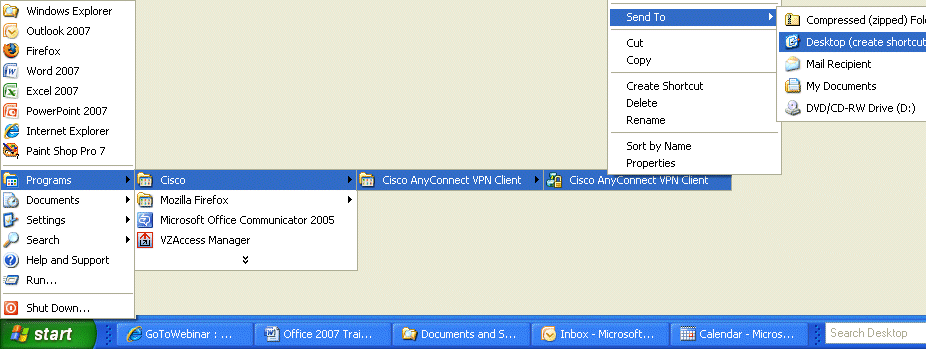 Windows Explorer
Outlook 2007
Firefox
Word 2007
Excel 2007
PowerPoint 2007
Internet Explorer
Paint Shop Pro 7
Programs
Documents
Settings
Search
Help and Support
Run...
Shut Down...
Cisco
Mozilla Firefox
Microsoft Office Communicator 2005
VZAccess Manager
Cisco AnyConnect VPN Client
Cisco AnyConnect VPN Client
Send To
Cut
Copy
Create Shortcut
Delete
Rename
Sort by Name
Properties
Compressed (zipped) Fol
Desktop (create shortcut
Mail Recipient
My Documents
DVD/CD-RW Drive (D:)
start
GoToWebinar : ...
Office 2007 Trai...
Documents and S...
Inbox - Microsoft...
Calendar - Micros...
Search Desktop